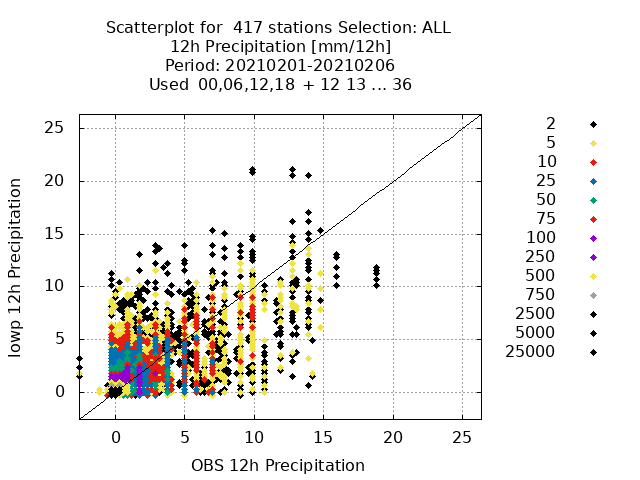 Scatterplot for  417 stations Selection: ALL
12h Precipitation [mm/12h]
Period: 20210201-20210206
Used  00,06,12,18  + 12 13 ... 36
25
20
15
10
5
0
Iowp 12h Precipitation
0 5 10 15 20 25
OBS 12h Precipitation
2
5
10
25
50
75
100
250
500
750
2500
5000
25000